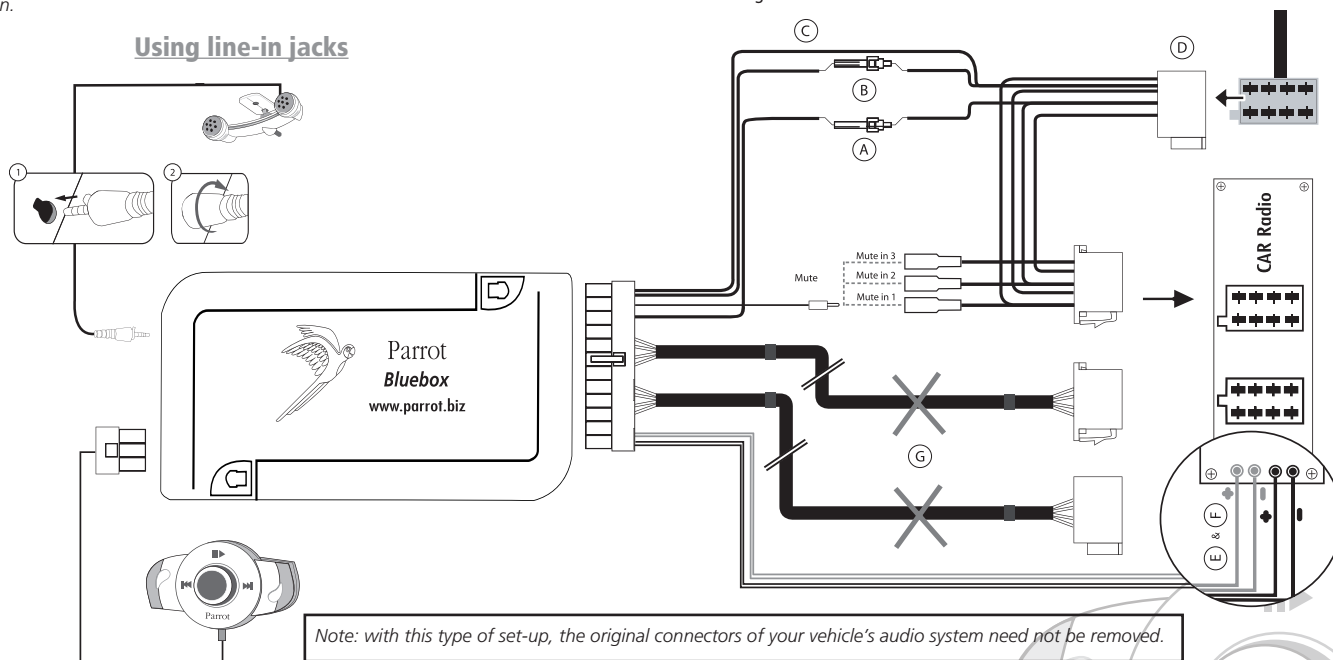 n.
Using line-in jacks
C
D
B
A
1
2
CAR Radio
Mute in 3
Mute
Mute in 2
Mute in 1
Parrot
Bluebox
www.parrot.biz
G
E & F
Parrot
Note: with this type of set-up, the original connectors of your vehicle's audio system need not be removed.